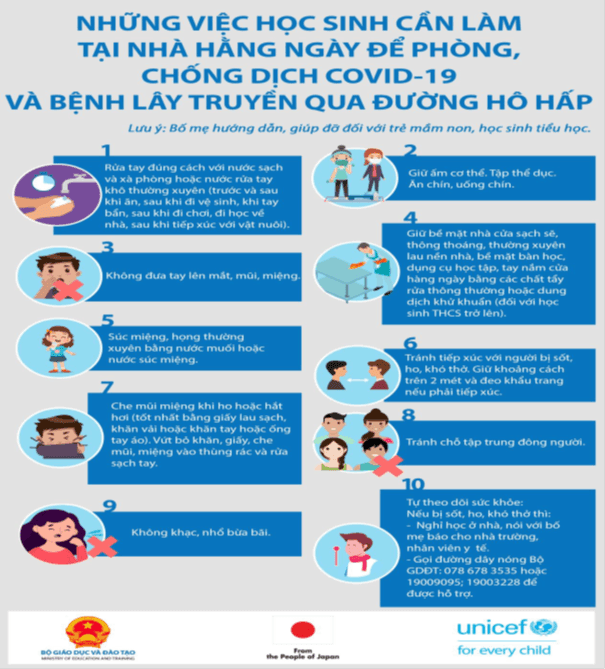 NHỮNG VIỆC HỌC SINH CẦN LÀM
TẠI NHÀ HẰNG NGÀY ĐỂ PHÒNG,
CHỐNG DỊCH COVID-19
VÀ BỆNH LÂY TRUYỀN QUA ĐƯỜNG HÔ HẤP
Lưu ý: Bố mẹ hướng dẫn, giúp đỡ đối với trẻ mầm non, học sinh tiểu học.
1
Rửa tay đúng cách với nước sạch
và xà phòng hoặc nước rửa tay
khô thường xuyên (trước và sau
khi ăn, sau khi đi vệ sinh, khi tay
bẩn, sau khi đi chơi, đi học về
nhà, sau khi tiếp xúc với vật nuôi).
2
Giữ ấm cơ thể. Tập thể dục.
Ăn chín, uống chín.
3
Không đưa tay lên mắt, mũi, miệng.
4
Giữ bề mặt nhà cửa sạch sẽ,
thông thoáng, thường xuyên
lau nền nhà, bề mặt bàn học,
dụng cụ học tập, tay nắm cửa
hàng ngày bằng các chất tẩy
rửa thông thường hoặc dung
dịch khử khuẩn (đối với học
sinh THCS trở lên).
5
Súc miệng, họng thường
xuyên bằng nước muối hoặc
nước súc miệng.
6
Tránh tiếp xúc với người bị sốt,
ho, khó thở. Giữ khoảng cách
trên 2 mét và đeo khẩu trang
nếu phải tiếp xúc.
7
Che mũi miệng khi ho hoặc hắt
hơi (tốt nhất bằng giấy lau sạch,
khăn vải hoặc khăn tay hoặc ống
tay áo). Vứt bỏ khăn, giấy, che
mũi, miệng vào thùng rác và rửa
sạch tay.
8
Tránh chỗ tập trung đông người.
9
Không khạc, nhổ bừa bãi.
10
Tự theo dõi sức khỏe:
Nếu bị sốt, ho, khó thở thì:
- Nghỉ học ở nhà, nói với bố
mẹ báo cho nhà trường,
nhân viên y tế.
- Gọi đường dây nóng Bộ
GDĐT: 078 678 3535 hoặc
19009095; 19003228 để
được hỗ trợ.
BỘ GIÁO DỤC VÀ ĐÀO TẠO
MINISTRY OF EDUCATION AND TRAINING
From
the People of Japan
unicef
for every child